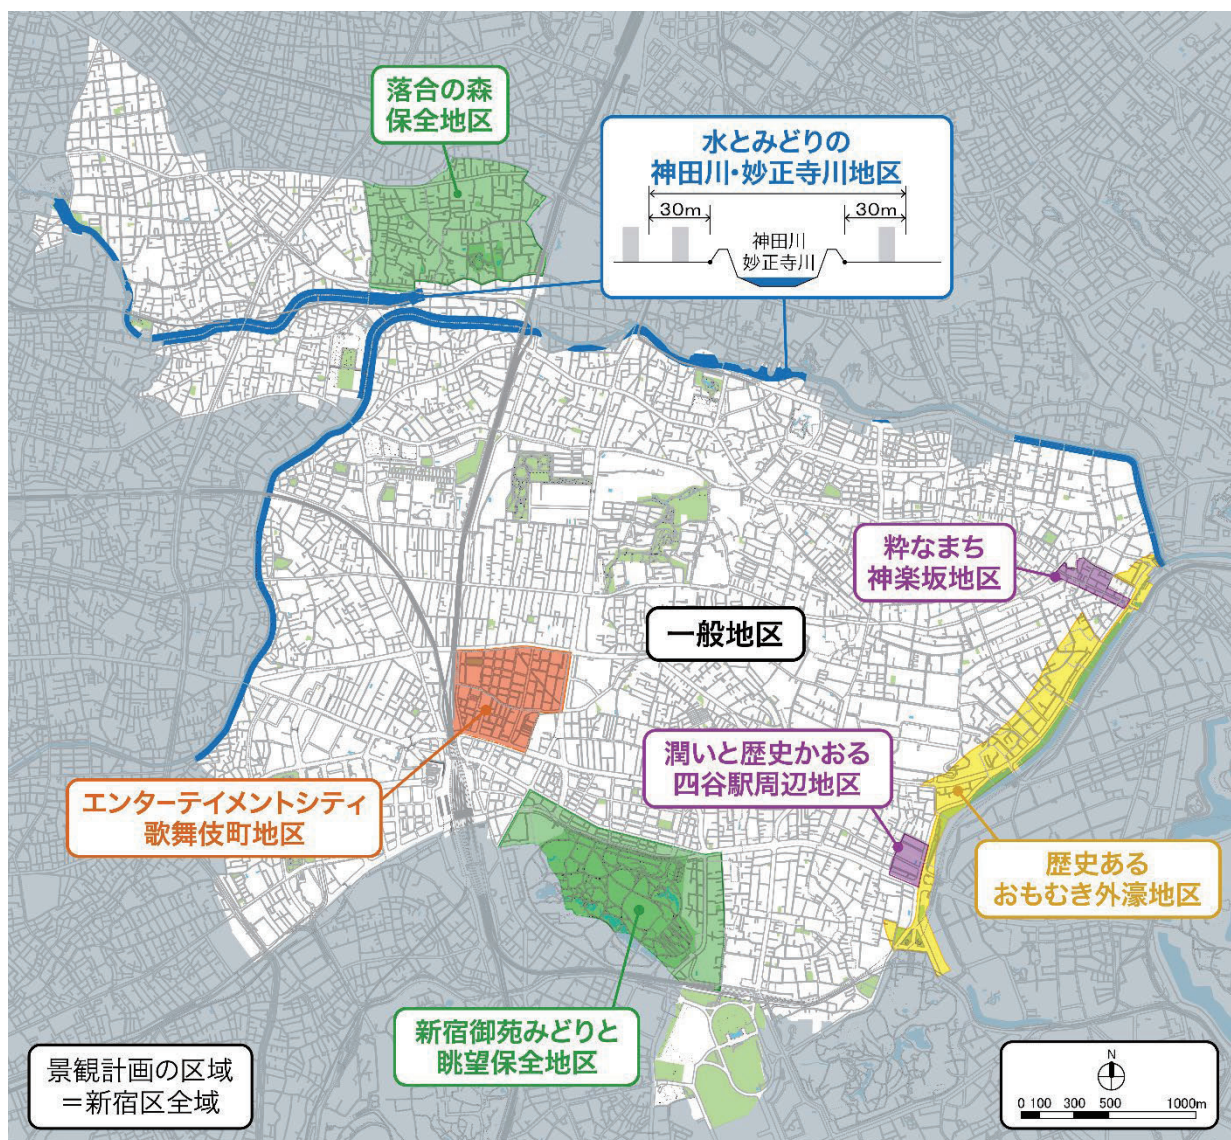 落合の森
保全地区
水とみどりの
神田川・妙正寺川地区
30m
30m
神田川
妙正寺川
粋なまち
神楽坂地区
一般地区
潤いと歴史かおる
四谷駅周辺地区
エンターテイメントシティ
歌舞伎町地区
歴史ある
おもむき外濠地区
新宿御苑みどりと
眺望保全地区
景観計画の区域
＝新宿区全域
N
0 100 300 500 1000m